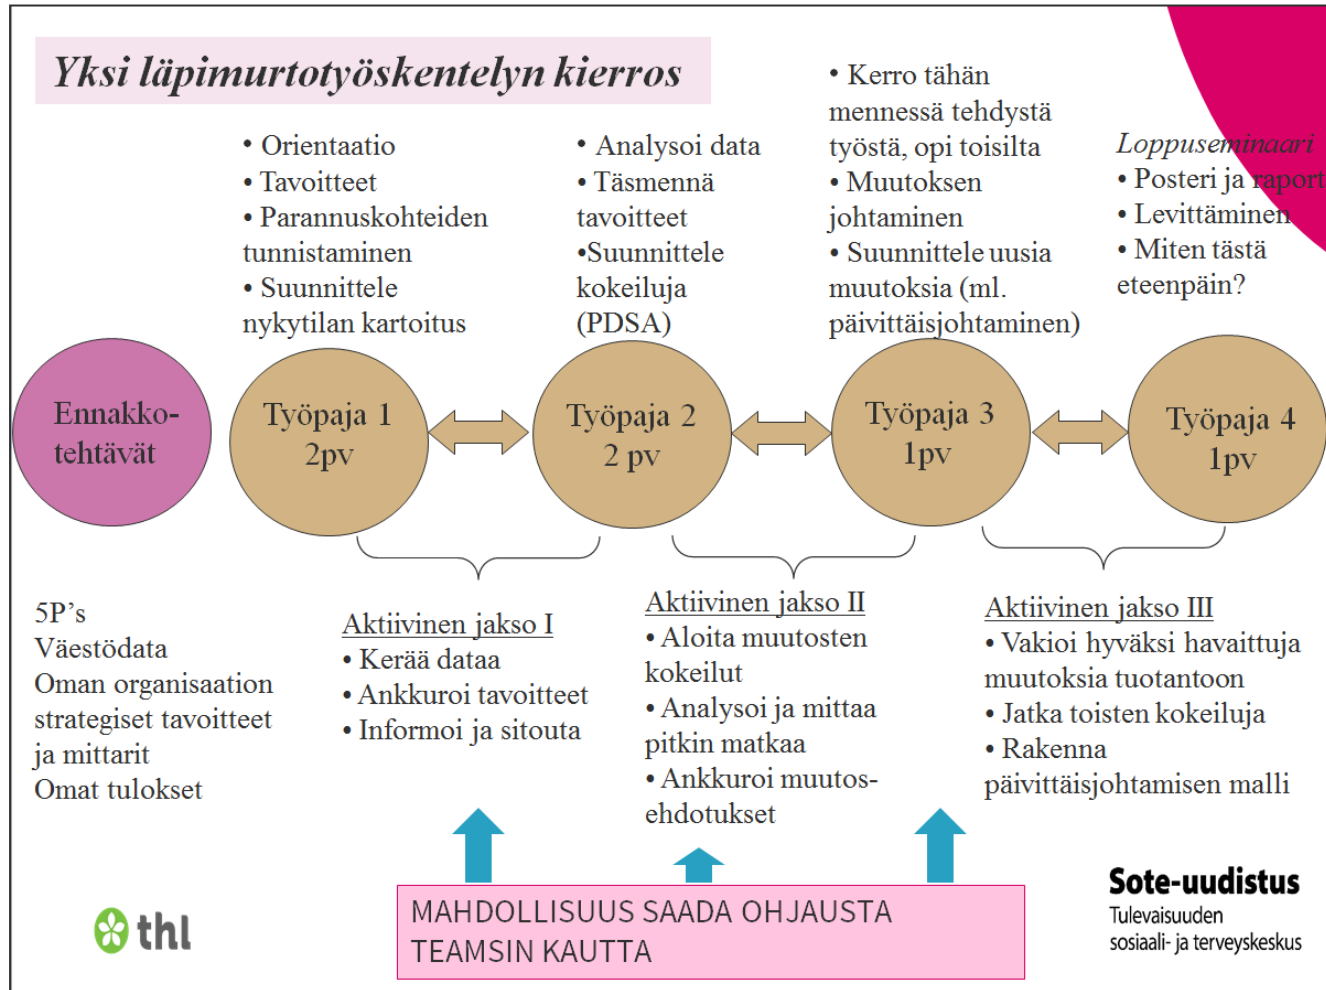 Yksi läpimurtotyöskentelyn kierros
• Orientaatio
• Tavoitteet
• Parannuskohteiden
tunnistaminen
• Suunnittele
nykytilan kartoitus
• Analysoi data
• Täsmennä
tavoitteet
•Suunnittele
kokeiluja
(PDSA)
• Kerro tähän
mennessä tehdystä
työstä, opi toisilta
• Muutoksen
johtaminen
• Suunnittele uusia
muutoksia (ml.
päivittäisjohtaminen)
Loppuseminaari
• Posteri ja raport
• Levittäminen
• Miten tästä
eteenpäin?
Ennakko-
tehtävät
Työpaja 1
2pv
Työpaja 2
2 pv
Työpaja 3
1pv
Työpaja 4
1pv
5P’s
Väestödata
Oman organisaation
strategiset tavoitteet
ja mittarit
Omat tulokset
Aktiivinen jakso I
• Kerää dataa
• Ankkuroi tavoitteet
• Informoi ja sitouta
Aktiivinen jakso II
• Aloita muutosten
kokeilut
• Analysoi ja mittaa
pitkin matkaa
• Ankkuroi muutos-
ehdotukset
Aktiivinen jakso III
• Vakioi hyväksi havaittuja
muutoksia tuotantoon
• Jatka toisten kokeiluja
• Rakenna
päivittäisjohtamisen malli
MAHDOLLISUUS SAADA OHJAUSTA
TEAMSIN KAUTTA
thl
Sote-uudistus
Tulevaisuuden
sosiaali- ja terveyskeskus